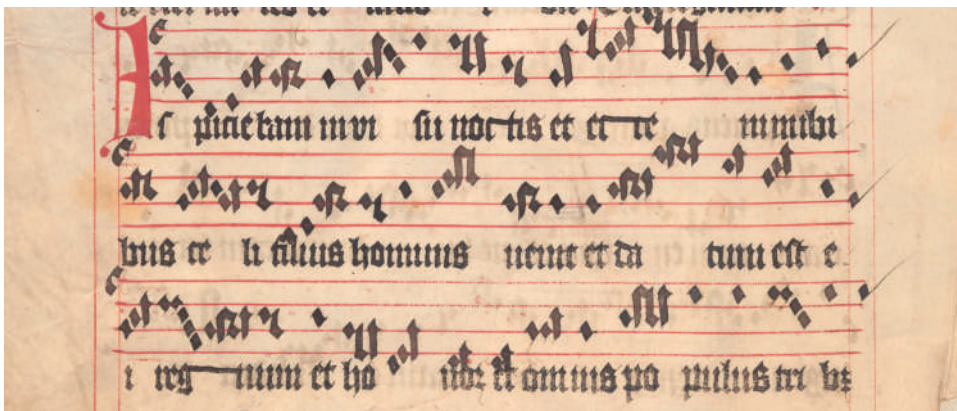 As piciebam in vi su noc tis et ec ce in nubi
bus ce li filius hominis venit et da tum est e
i reg num et ho nor et omnis po pulus tri bz